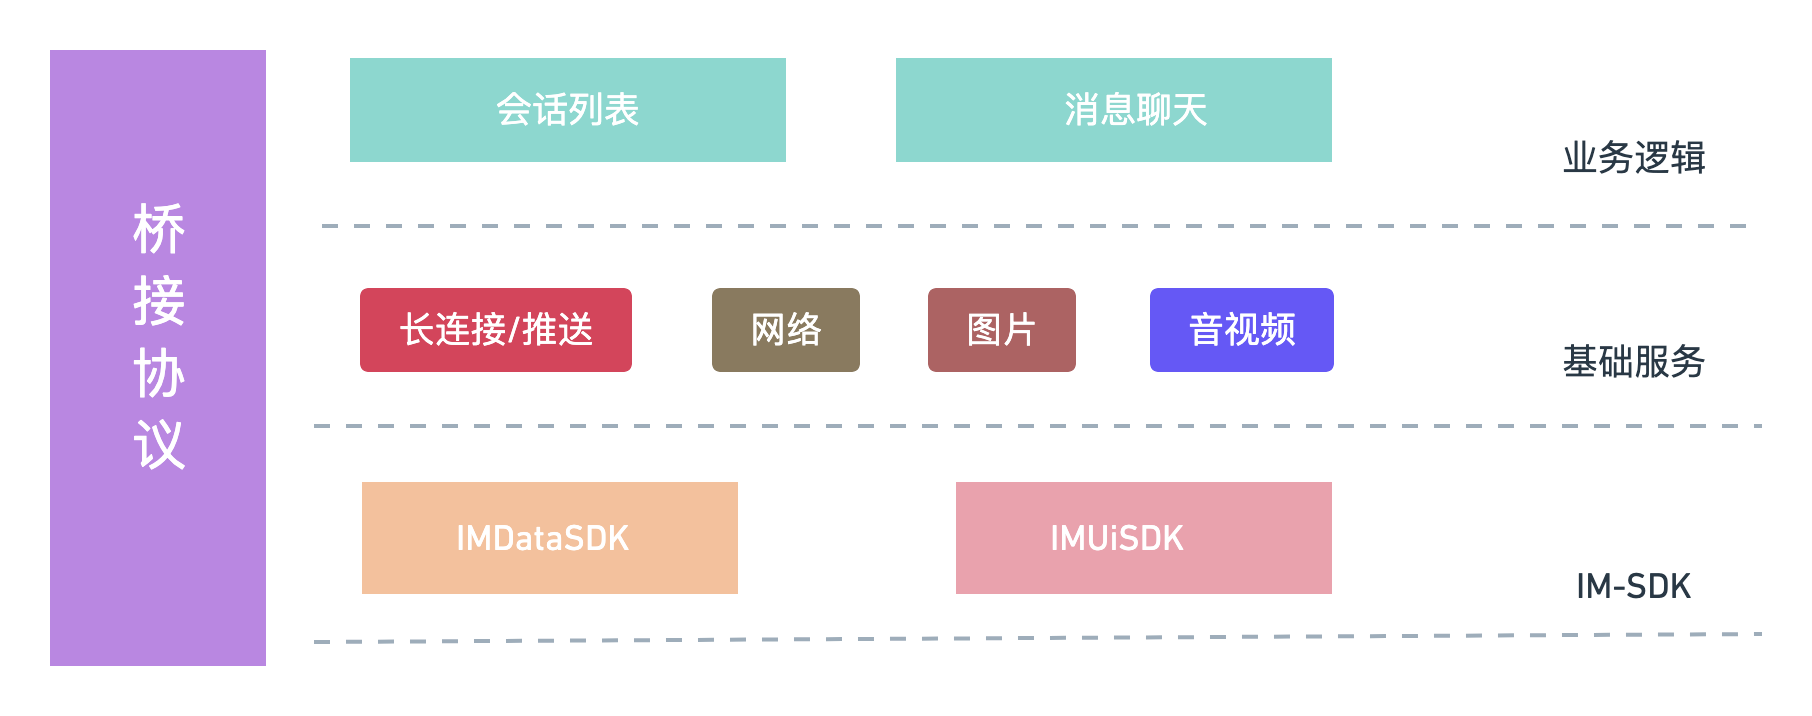 桥接协议
会话列表
消息聊天
业务逻辑
长连接/推送
网络
图片
音视频
基础服务
IMDataSDK
IMUiSDK
IM-SDK